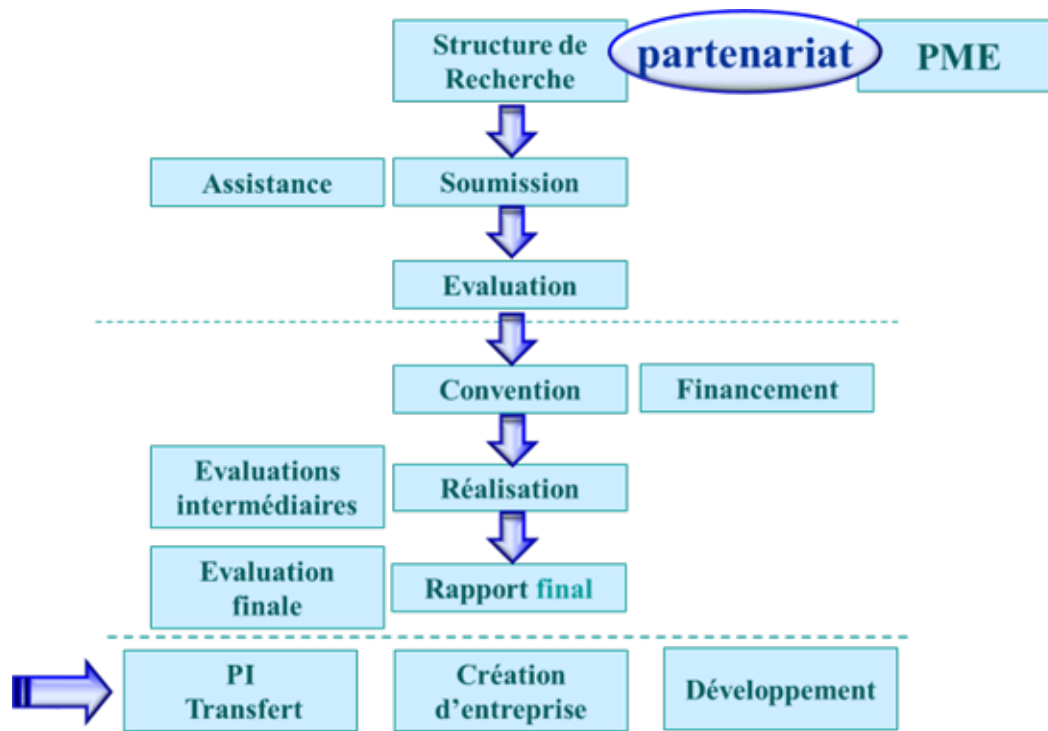 Structure de
Recherche
partenariat
PME
Assistance
Soumission
Evaluation
Convention
Financement
Evaluations
intermédiaires
Réalisation
Evaluation
finale
Rapport final
PI
Transfert
Création
d’entreprise
Développement